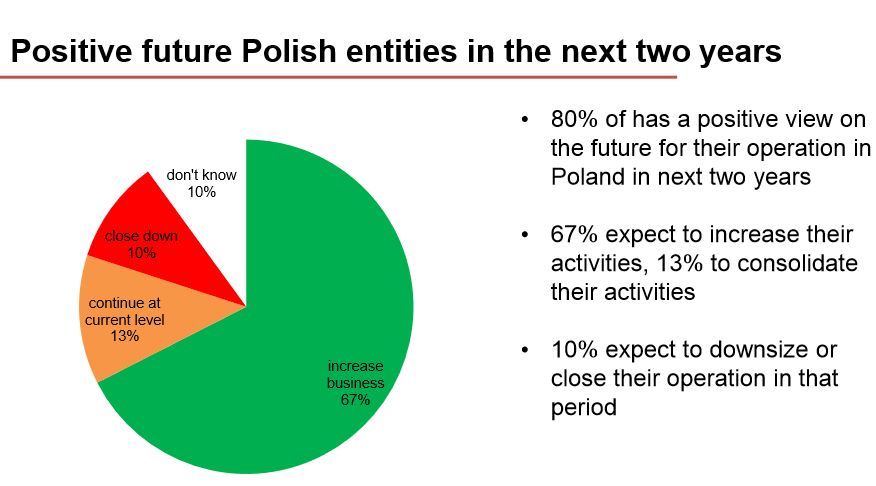 Positive future Polish entities in the next two years
don't know
10%
close down
10%
continue at
current level
13%
increase
business
67%
• 80% of has a positive view on
the future for their operation in
Poland in next two years
• 67% expect to increase their
activities, 13% to consolidate
their activities
• 10% expect to downsize or
close their operation in that
period